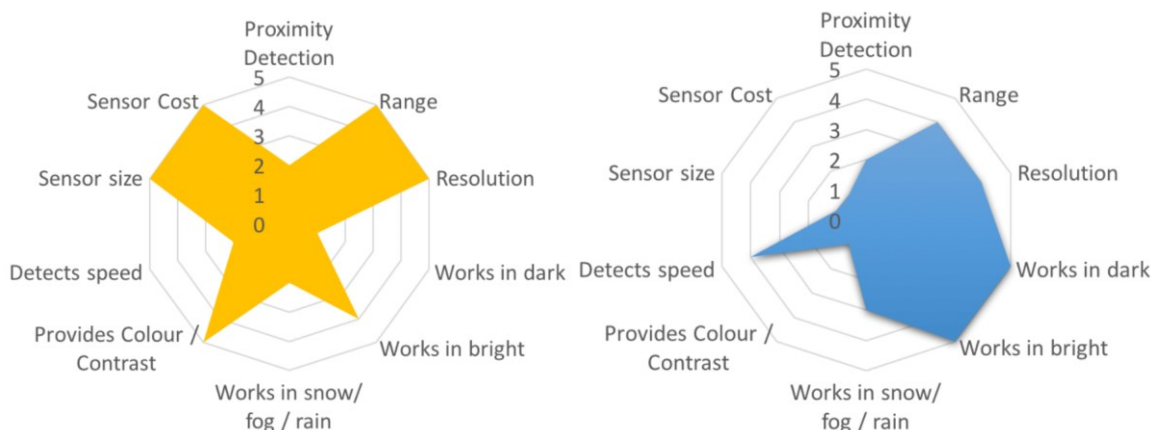 Proximity
Detection
5
4
3
2
1
0
Range
Resolution
Works in dark
Works in bright
Works in snow/
fog / rain
Provides Colour /
Contrast
Detects speed
Sensor size
Sensor Cost
Proximity
Detection
5
4
3
2
1
0
Range
Resolution
Works in dark
Works in bright
Works in snow/
fog / rain
Provides Colour /
Contrast
Detects speed
Sensor size
Sensor Cost